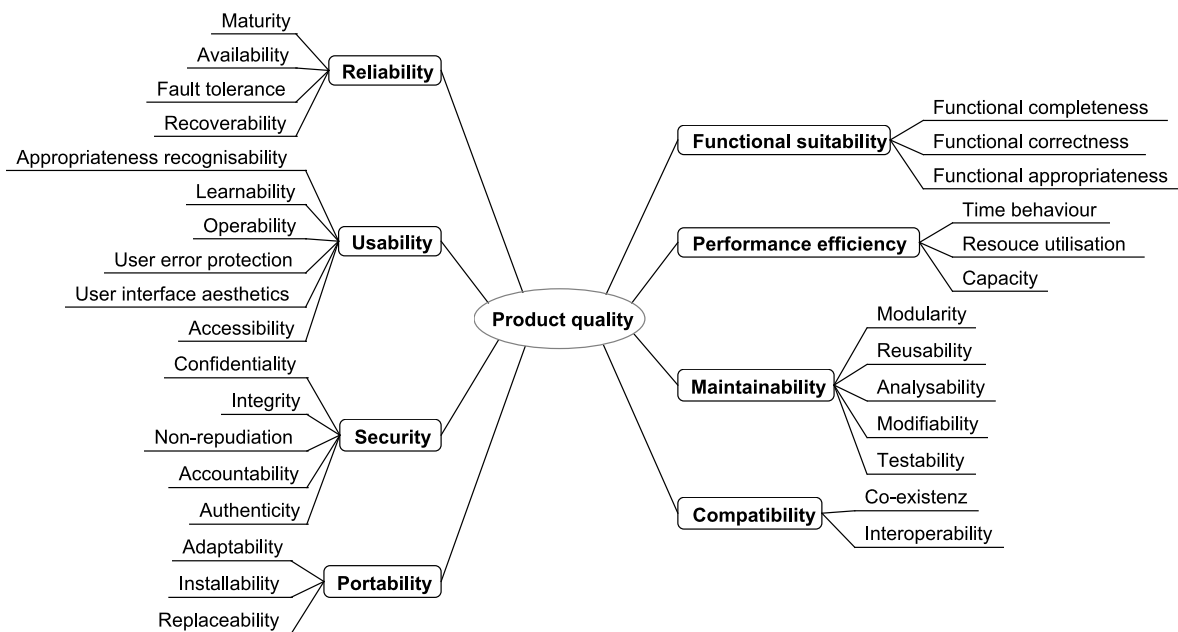 Maturity
Availability
Fault tolerance
Recoverability
Reliability
Appropriateness recognisability
Learnability
Operability
User error protection
User interface aesthetics
Accessibility
Usability
Confidentiality
Integrity
Non-repudiation
Accountability
Authenticity
Security
Adaptability
Installability
Replaceability
Portability
Product quality
Functional suitability
Functional completeness
Functional correctness
Functional appropriateness
Performance efficiency
Time behaviour
Resouce utilisation
Capacity
Maintainability
Modularity
Reusability
Analysability
Modifiability
Testability
Compatibility
Co-existenz
Interoperability